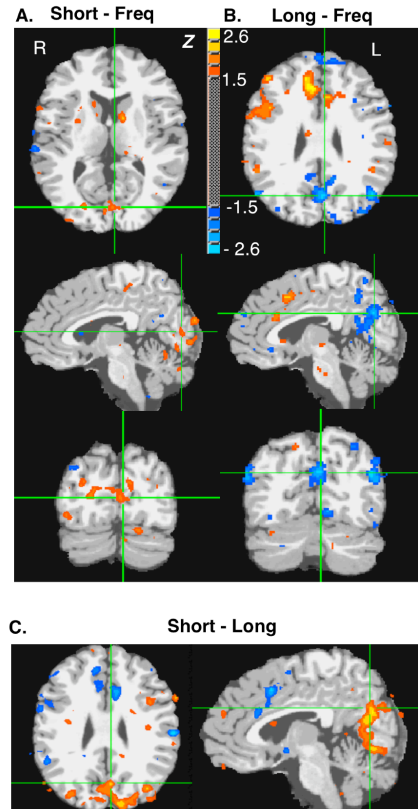 A. Short - Freq
B. Long - Freq
R
Z
L
2.6
1.5
-1.5
- 2.6
C. Short - Long